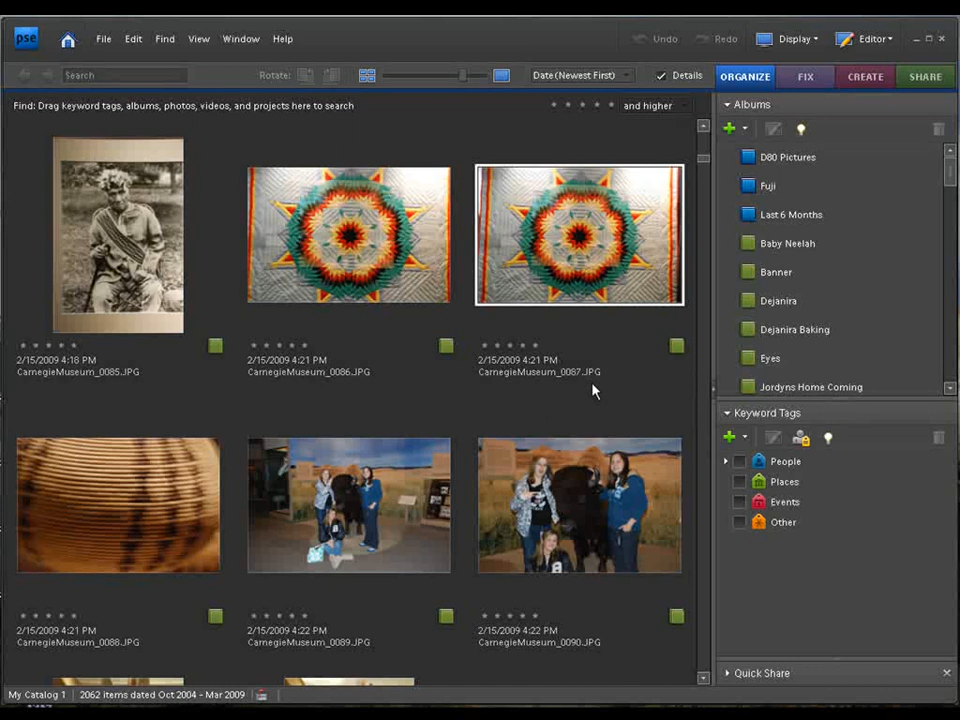 pse File Edit Find View Window Help Undo Redo Display Editor
Search Rotate: Date (Newest First) Details ORGANIZE FIX CREATE SHARE
Find: Drag keyword tags, albums, photos, videos, and projects here to search and higher
Albums
D80 Pictures
Fuji
Last 6 Months
Baby Neelah
Banner
Dejanira
Dejanira Baking
Eyes
Jordyns Home Coming
2/15/2009 4:18 PM
CarnegieMuseum_0085.JPG
2/15/2009 4:21 PM
CarnegieMuseum_0086.JPG
2/15/2009 4:21 PM
CarnegieMuseum_0087.JPG
Keyword Tags
People
Places
Events
Other
2/15/2009 4:21 PM
CarnegieMuseum_0088.JPG
2/15/2009 4:22 PM
CarnegieMuseum_0089.JPG
2/15/2009 4:22 PM
CarnegieMuseum_0090.JPG
Quick Share
My Catalog 1 2062 items dated Oct 2004 - Mar 2009